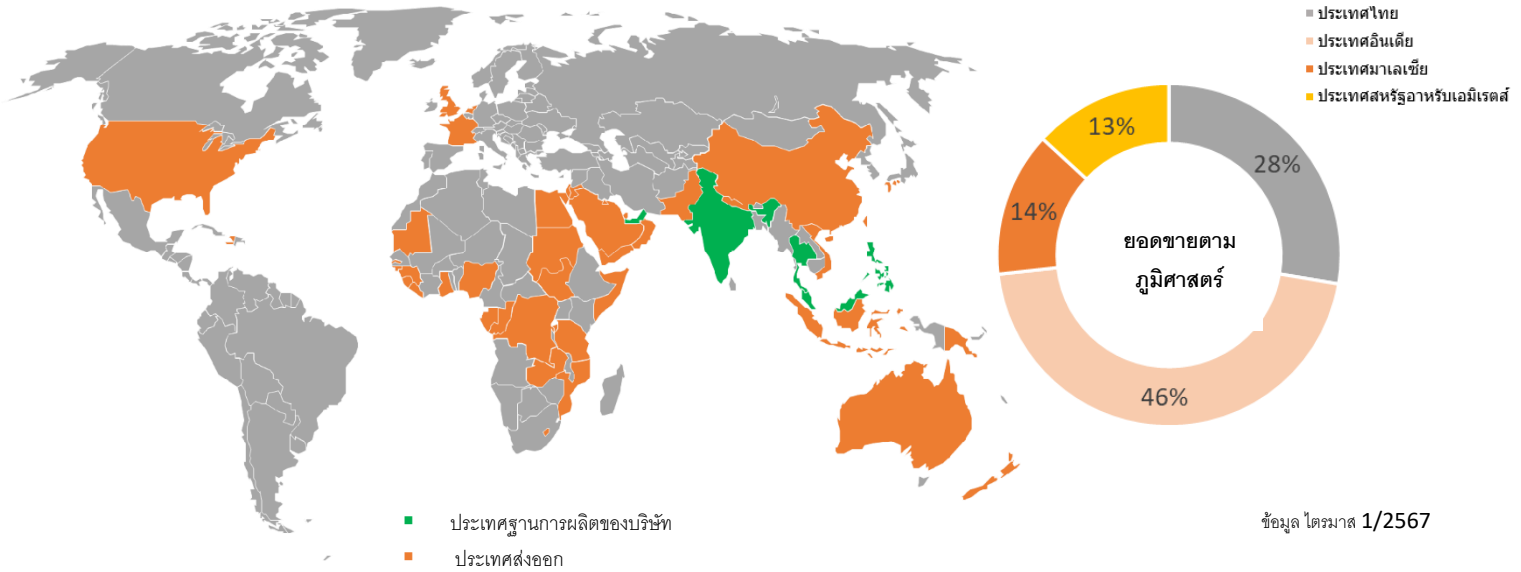 ประเทศไทย
ประเทศอินเดีย
ประเทศมาเลเซีย
ประเทศสหรัฐอาหรับเอมิเรตส์
13%
28%
14%
46%
ยอดขายตาม
ภูมิศาสตร์
ประเทศฐานการผลิตของบริษัท
ประเทศส่งออก
ข้อมูล ไตรมาส 1/2567